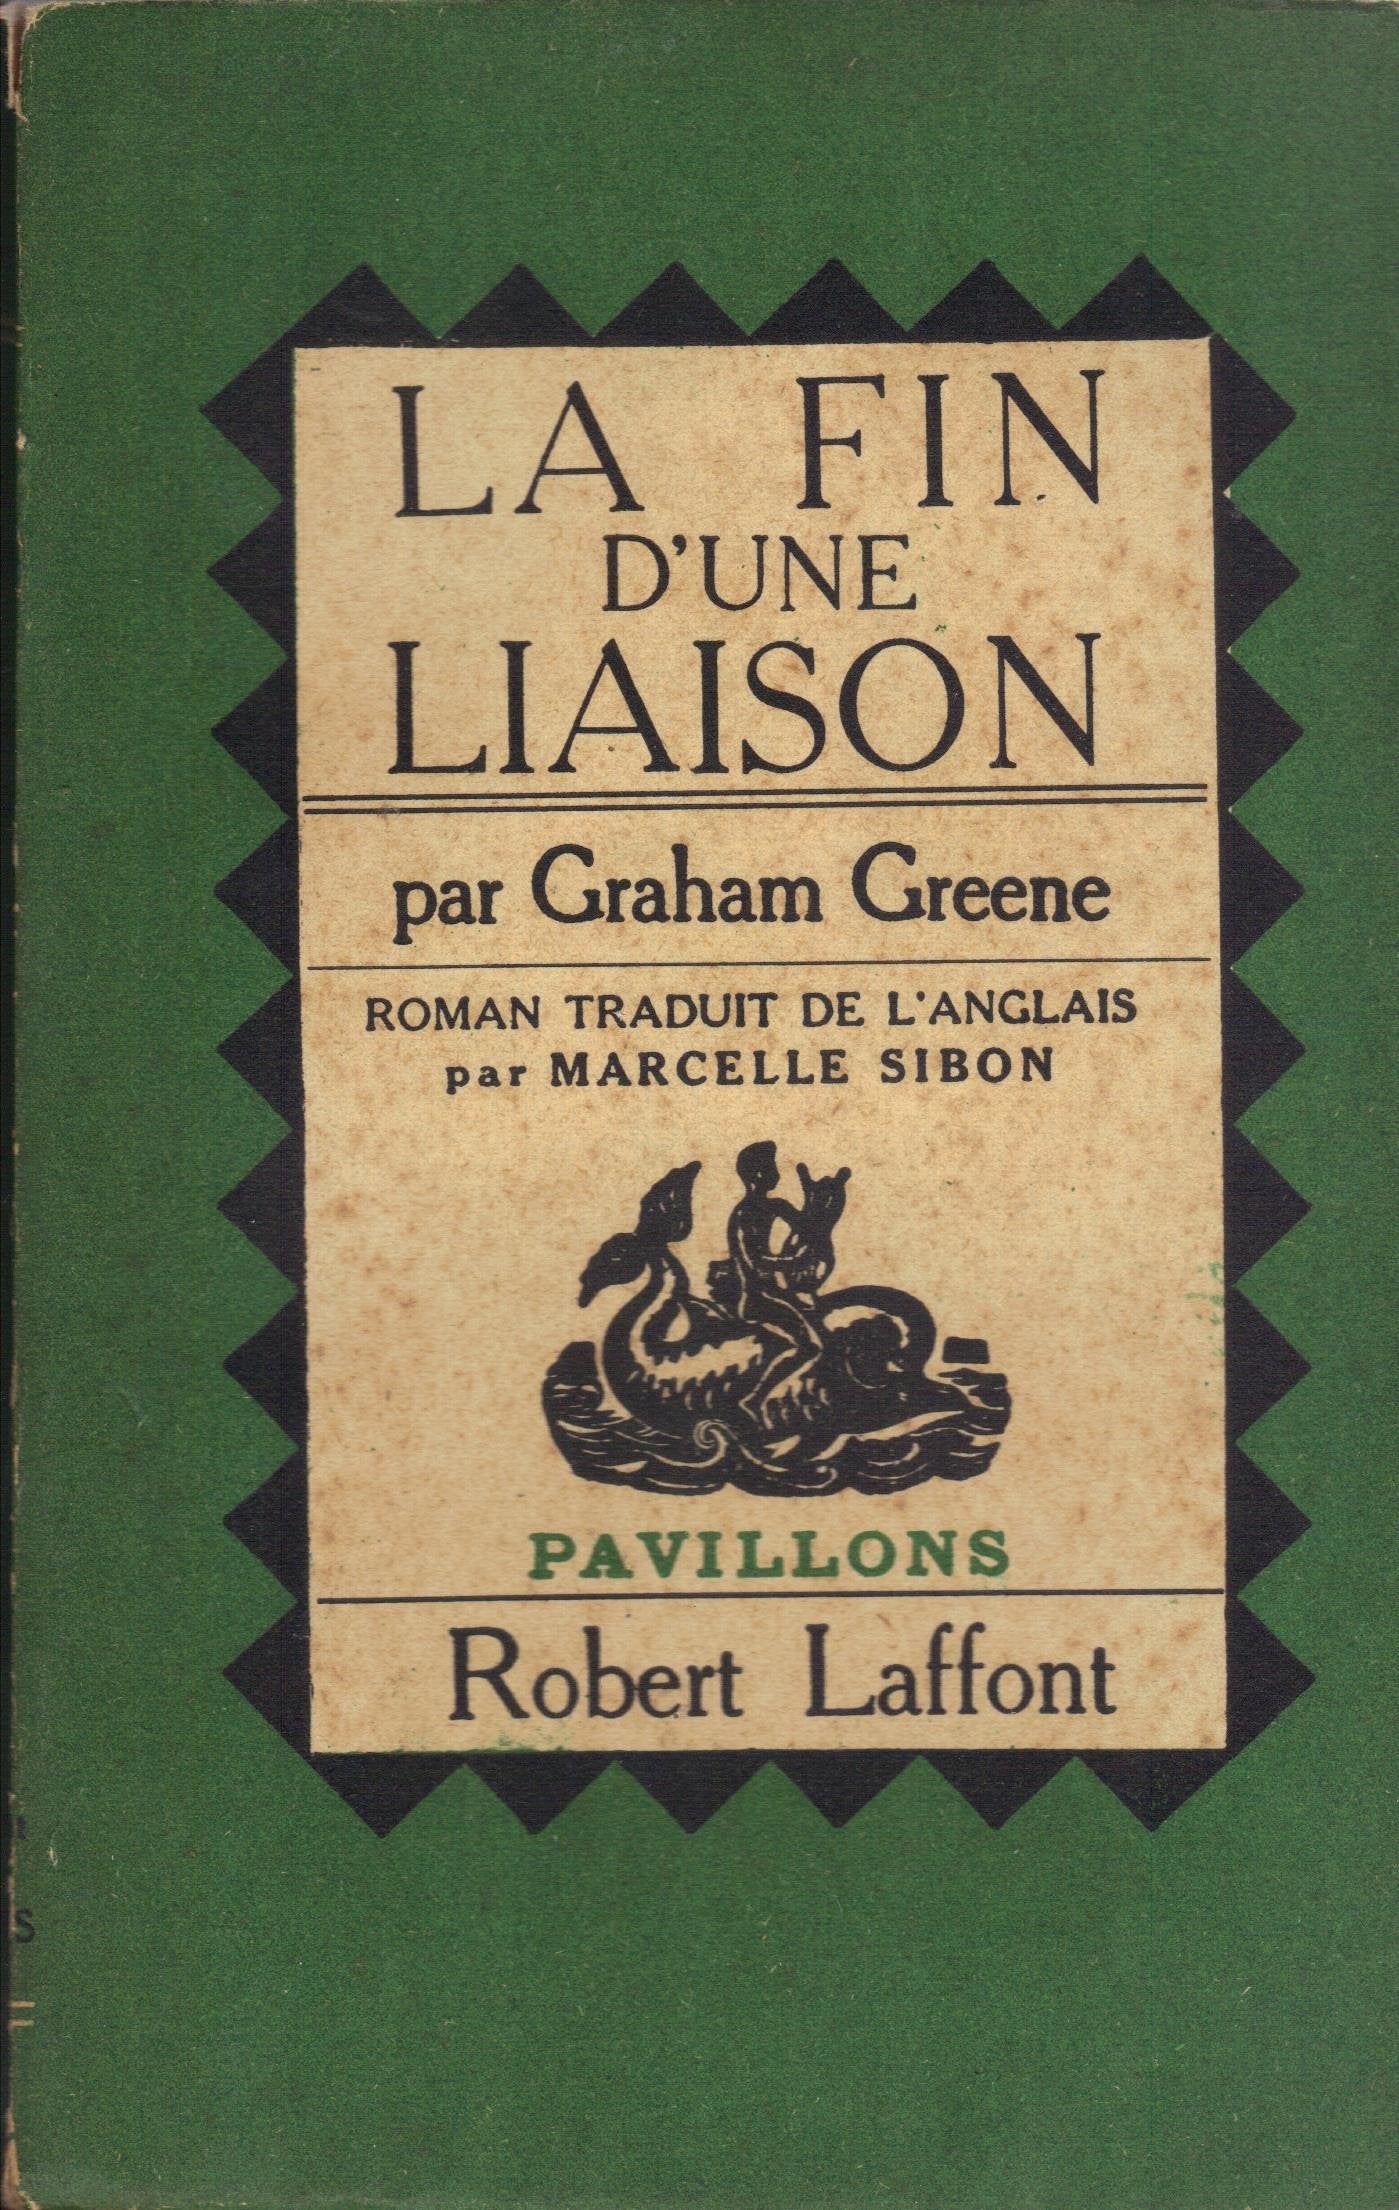 LA FIN
D'UNE
LIAISON
par Graham Greene
ROMAN TRADUIT DE L'ANGLAIS
par MARCELLE SIBON
PAVILLONS
Robert Laffont
S